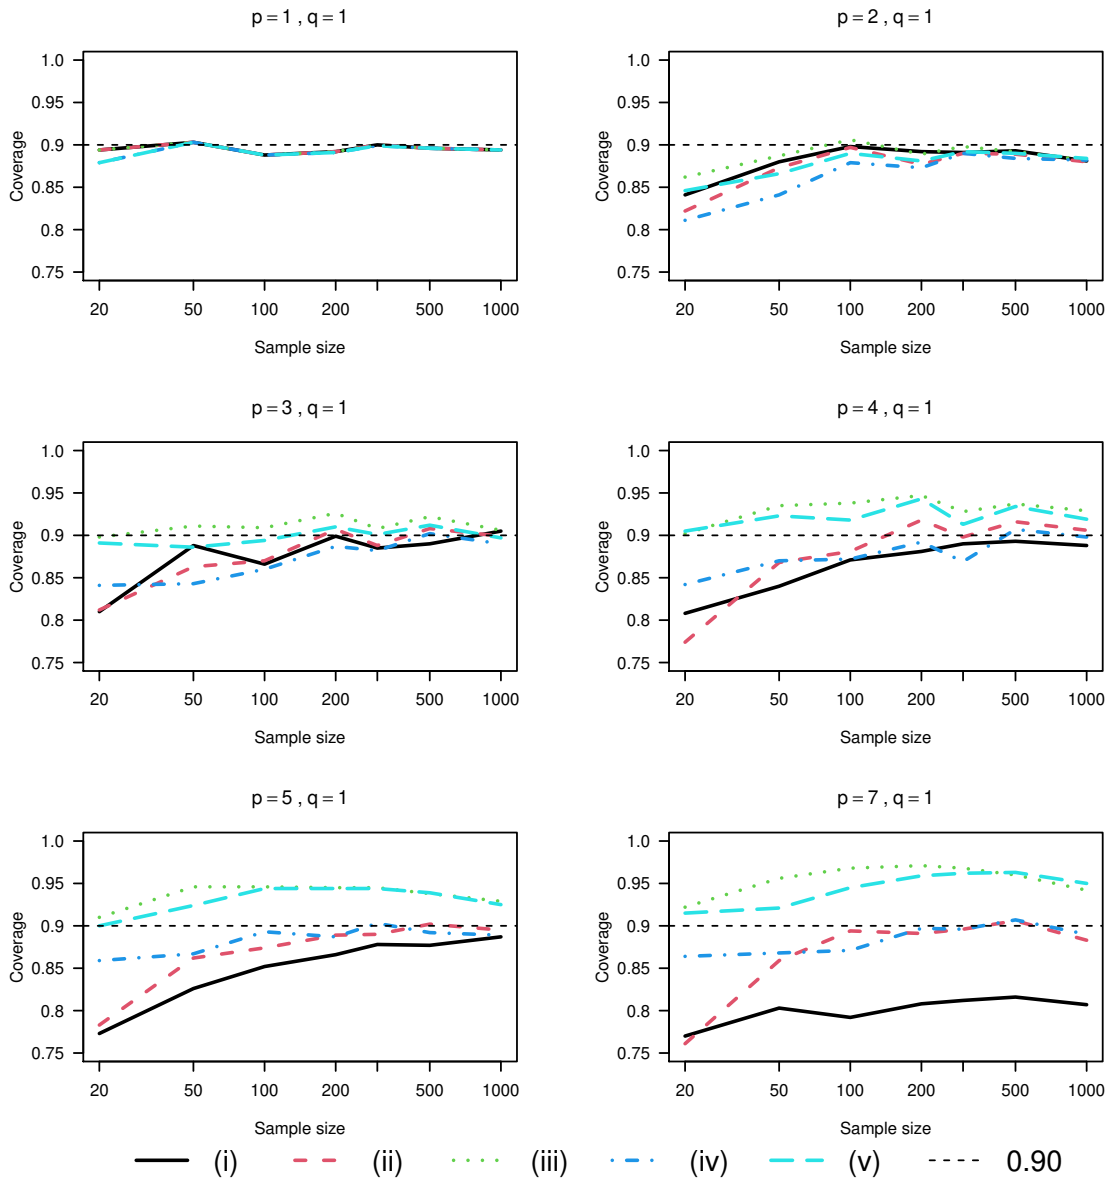 p = 1 , q = 1
1.0
0.95
0.9
0.85
0.8
0.75
Coverage
20 50 100 200 500 1000
Sample size
p = 2 , q = 1
1.0
0.95
0.9
0.85
0.8
0.75
Coverage
20 50 100 200 500 1000
Sample size
p = 3 , q = 1
1.0
0.95
0.9
0.85
0.8
0.75
Coverage
20 50 100 200 500 1000
Sample size
p = 4 , q = 1
1.0
0.95
0.9
0.85
0.8
0.75
Coverage
20 50 100 200 500 1000
Sample size
p = 5 , q = 1
1.0
0.95
0.9
0.85
0.8
0.75
Coverage
20 50 100 200 500 1000
Sample size
p = 7 , q = 1
1.0
0.95
0.9
0.85
0.8
0.75
Coverage
20 50 100 200 500 1000
Sample size
(i) (ii) (iii) (iv) (v) 0.90